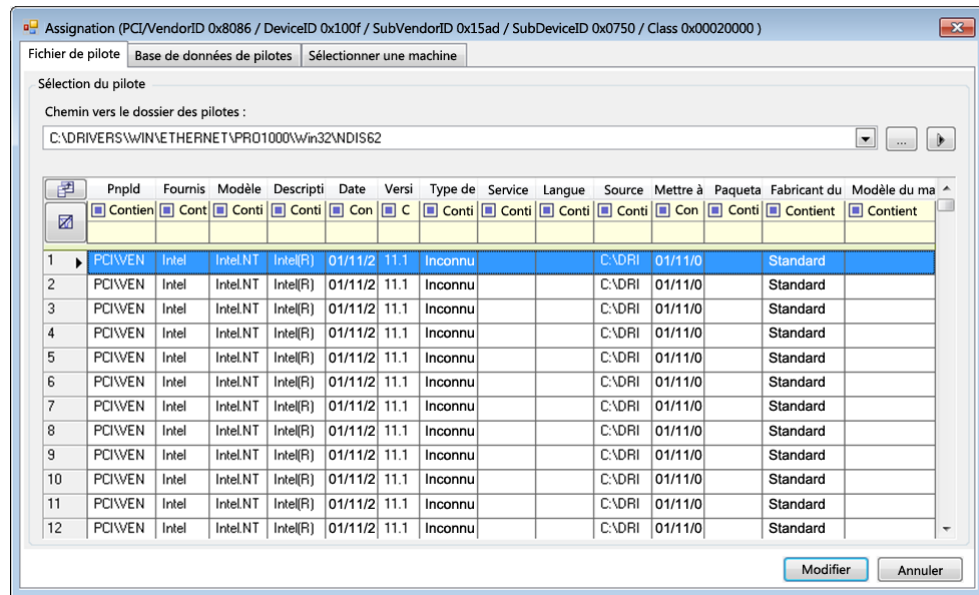 Assignation (PCI/VendorID 0x8086 / DeviceID 0x100f / SubVendorID 0x15ad / SubDeviceID 0x0750 / Class 0x00020000 )
Fichier de pilote Base de données de pilotes Sélectionner une machine
Sélection du pilote
Chemin vers le dossier des pilotes :
C:\DRIVERS\WIN\ETHERNET\PRO1000\Win32\NDIS62 ...
PnpId Fournis Modèle Descripti Date Versi Type de Service Langue Source Mettre à Paqueta Fabricant du Modèle du ma
Contien Cont Conti Conti Con C Conti Conti Conti Conti Con Conti Contient Contient
1 PCI\VEN Intel Intel.NT Intel(R) 01/11/2 11.1 Inconnu C:\DRI 01/11/0 Standard
2 PCI\VEN Intel Intel.NT Intel(R) 01/11/2 11.1 Inconnu C:\DRI 01/11/0 Standard
3 PCI\VEN Intel Intel.NT Intel(R) 01/11/2 11.1 Inconnu C:\DRI 01/11/0 Standard
4 PCI\VEN Intel Intel.NT Intel(R) 01/11/2 11.1 Inconnu C:\DRI 01/11/0 Standard
5 PCI\VEN Intel Intel.NT Intel(R) 01/11/2 11.1 Inconnu C:\DRI 01/11/0 Standard
6 PCI\VEN Intel Intel.NT Intel(R) 01/11/2 11.1 Inconnu C:\DRI 01/11/0 Standard
7 PCI\VEN Intel Intel.NT Intel(R) 01/11/2 11.1 Inconnu C:\DRI 01/11/0 Standard
8 PCI\VEN Intel Intel.NT Intel(R) 01/11/2 11.1 Inconnu C:\DRI 01/11/0 Standard
9 PCI\VEN Intel Intel.NT Intel(R) 01/11/2 11.1 Inconnu C:\DRI 01/11/0 Standard
10 PCI\VEN Intel Intel.NT Intel(R) 01/11/2 11.1 Inconnu C:\DRI 01/11/0 Standard
11 PCI\VEN Intel Intel.NT Intel(R) 01/11/2 11.1 Inconnu C:\DRI 01/11/0 Standard
12 PCI\VEN Intel Intel.NT Intel(R) 01/11/2 11.1 Inconnu C:\DRI 01/11/0 Standard
Modifier Annuler